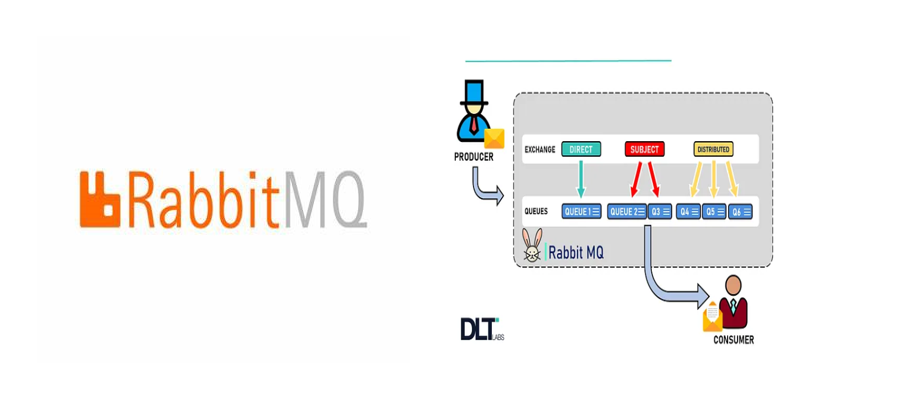 RabbitMQ
PRODUCER
EXCHANGE DIRECT SUBJECT DISTRIBUTED
QUEUES QUEUE 1 QUEUE 2 Q3 Q4 Q5 Q6
Rabbit MQ
DLT LABS
CONSUMER